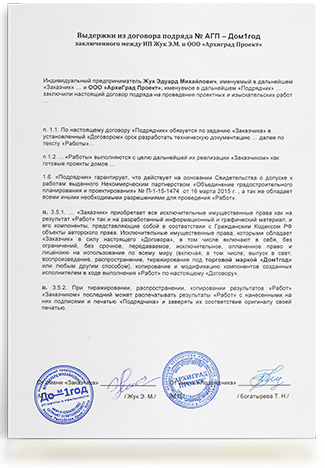 Выдержки из договора подряда № АГП – Дом1год
заключенного между ИП Жук Э.М. и ООО «Архиград Проект»
Индивидуальный предприниматель Жук Эдуард Михайлович, именуемый в дальнейшем
«Заказчик» ... и ООО «АрхиГрад Проект», именуемое в дальнейшем «Подрядчик» ...
заключили настоящий договор подряда на проведение проектных и изыскательских работ
...
п. 1.1. По настоящему договору «Подрядчик» обязуется по заданию «Заказчика» в
установленный «Договором» срок разработать техническую документацию ... далее по
тексту «Работы»...
п 1.2. ... «Работы» выполняются с целью дальнейшей их реализации «Заказчиком» как
готовые проекты домов ...
1.6. «Подрядчик» гарантирует, что действует на основании Свидетельства о допуске к
работам выданного Некоммерческим партнерством «Объединение градостроительного
планирования и проектирования» № П-1-15-1474 от 16 марта 2015 г., а так же обладает
всеми иными необходимыми разрешениями для проведения «Работ».
п. 3.5.1. ... «Заказчик» приобретает все исключительные имущественные права как на
результат «Работ» так и на разработанный информационный и графический материал, и
его компоненты, представляющие собой в соответствии с Гражданским Кодексом РФ
объекты авторского права. Исключительные имущественные права, которыми обладает
«Заказчик» в силу настоящего «Договора», в том числе включают в себя, без
ограничений, без срочное, передаваемое, исключительное, оплаченное право и
лицензию на использование по всему миру (включая, в том числе, выпуск в свет,
воспроизведение, распространение, тиражирование под торговой маркой «Дом1год»
или любым другим способом), копирование и модификацию компонентов созданных
исполнителем в ходе выполнения «Работ» по настоящему «Договору».
п. 3.5.2. При тиражировании, распространении, копировании результатов «Работ»
«Заказчиком» последний может распечатывать результаты «Работ» с нанесенными на
них подписями и печатью «Подрядчика» и заверять их соответствие оригиналу своей
печатью.
От имени «Заказчика»
От имени «Подрядчика»
До-1год
АРХИГРАД
ПРОЕКТ
/ Жук Э. М./
М.П.
/ Богатырева Т. Н./